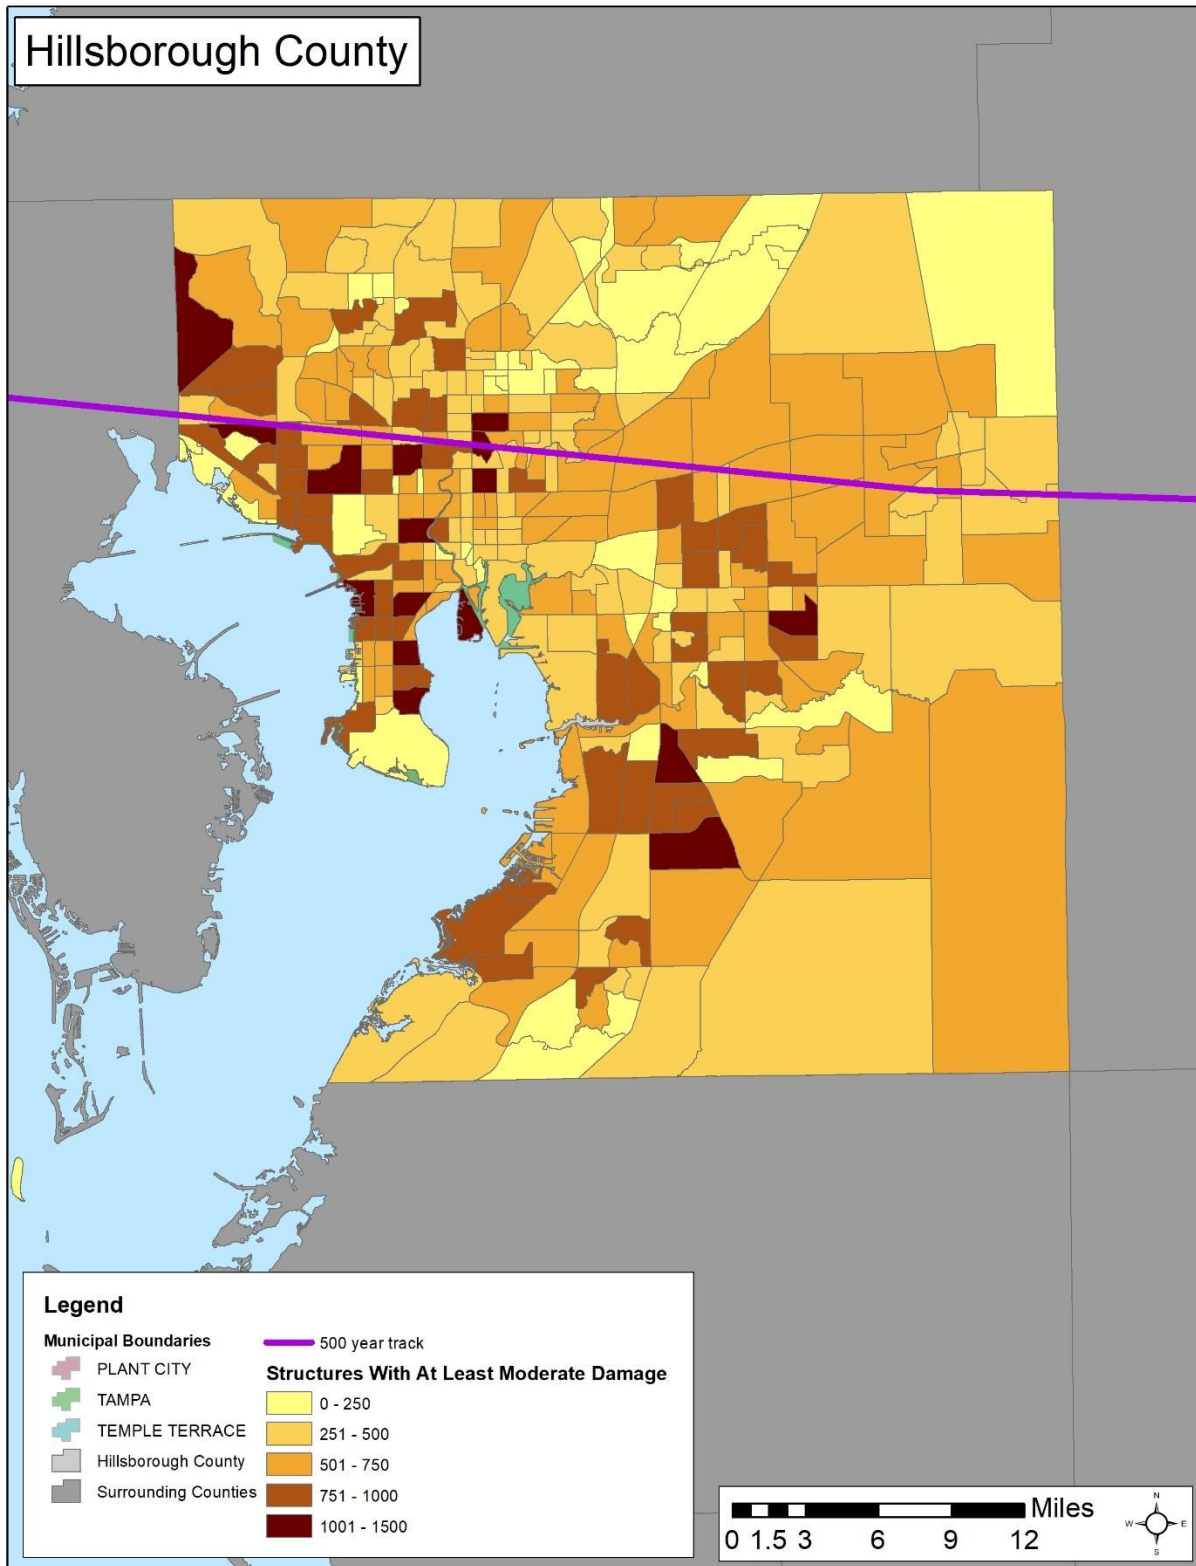 Hillsborough County
Legend
Municipal Boundaries
PLANT CITY
TAMPA
TEMPLE TERRACE
Hillsborough County
Surrounding Counties
500 year track
Structures With At Least Moderate Damage
0 - 250
251 - 500
501 - 750
751 - 1000
1001 - 1500
Miles
0 1.5 3 6 9 12
N
W E
S